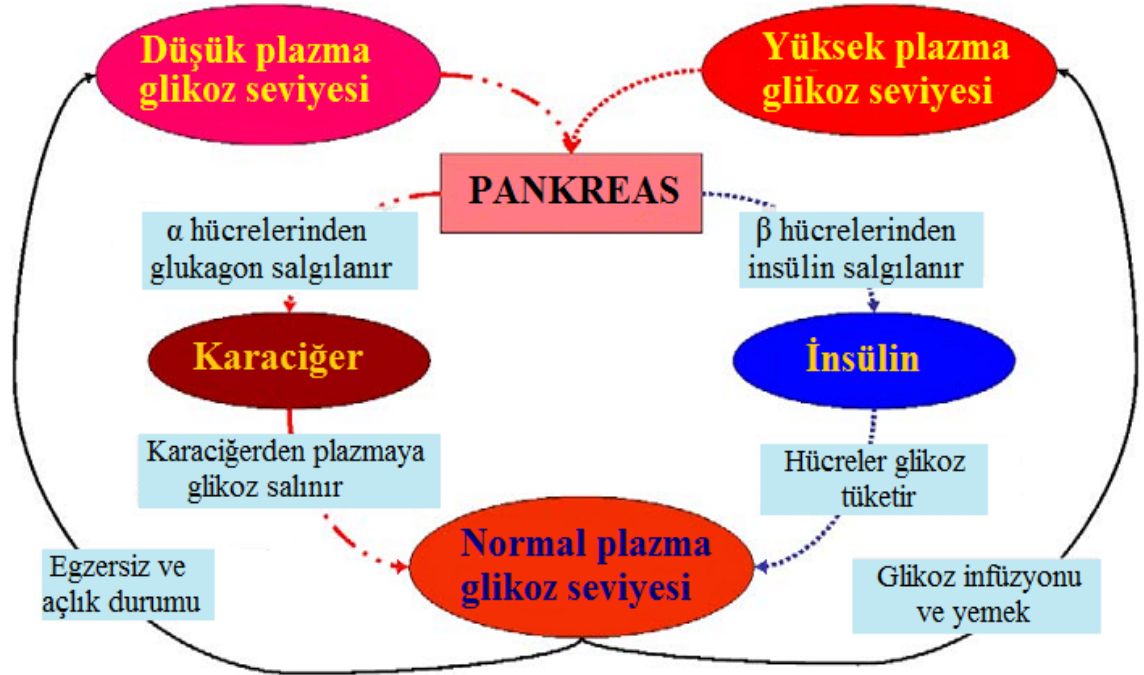 Düşük plazma
glikoz seviyesi
Yüksek plazma
glikoz seviyesi
PANKREAS
α hücrelerinden
glukagon salgılanır
β hücrelerinden
insülin salgılanır
Karaciğer
İnsülin
Karaciğerden plazmaya
glikoz salınır
Hücreler glikoz
tüketir
Normal plazma
glikoz seviyesi
Egzersiz ve
açlık durumu
Glikoz infüzyonu
ve yemek